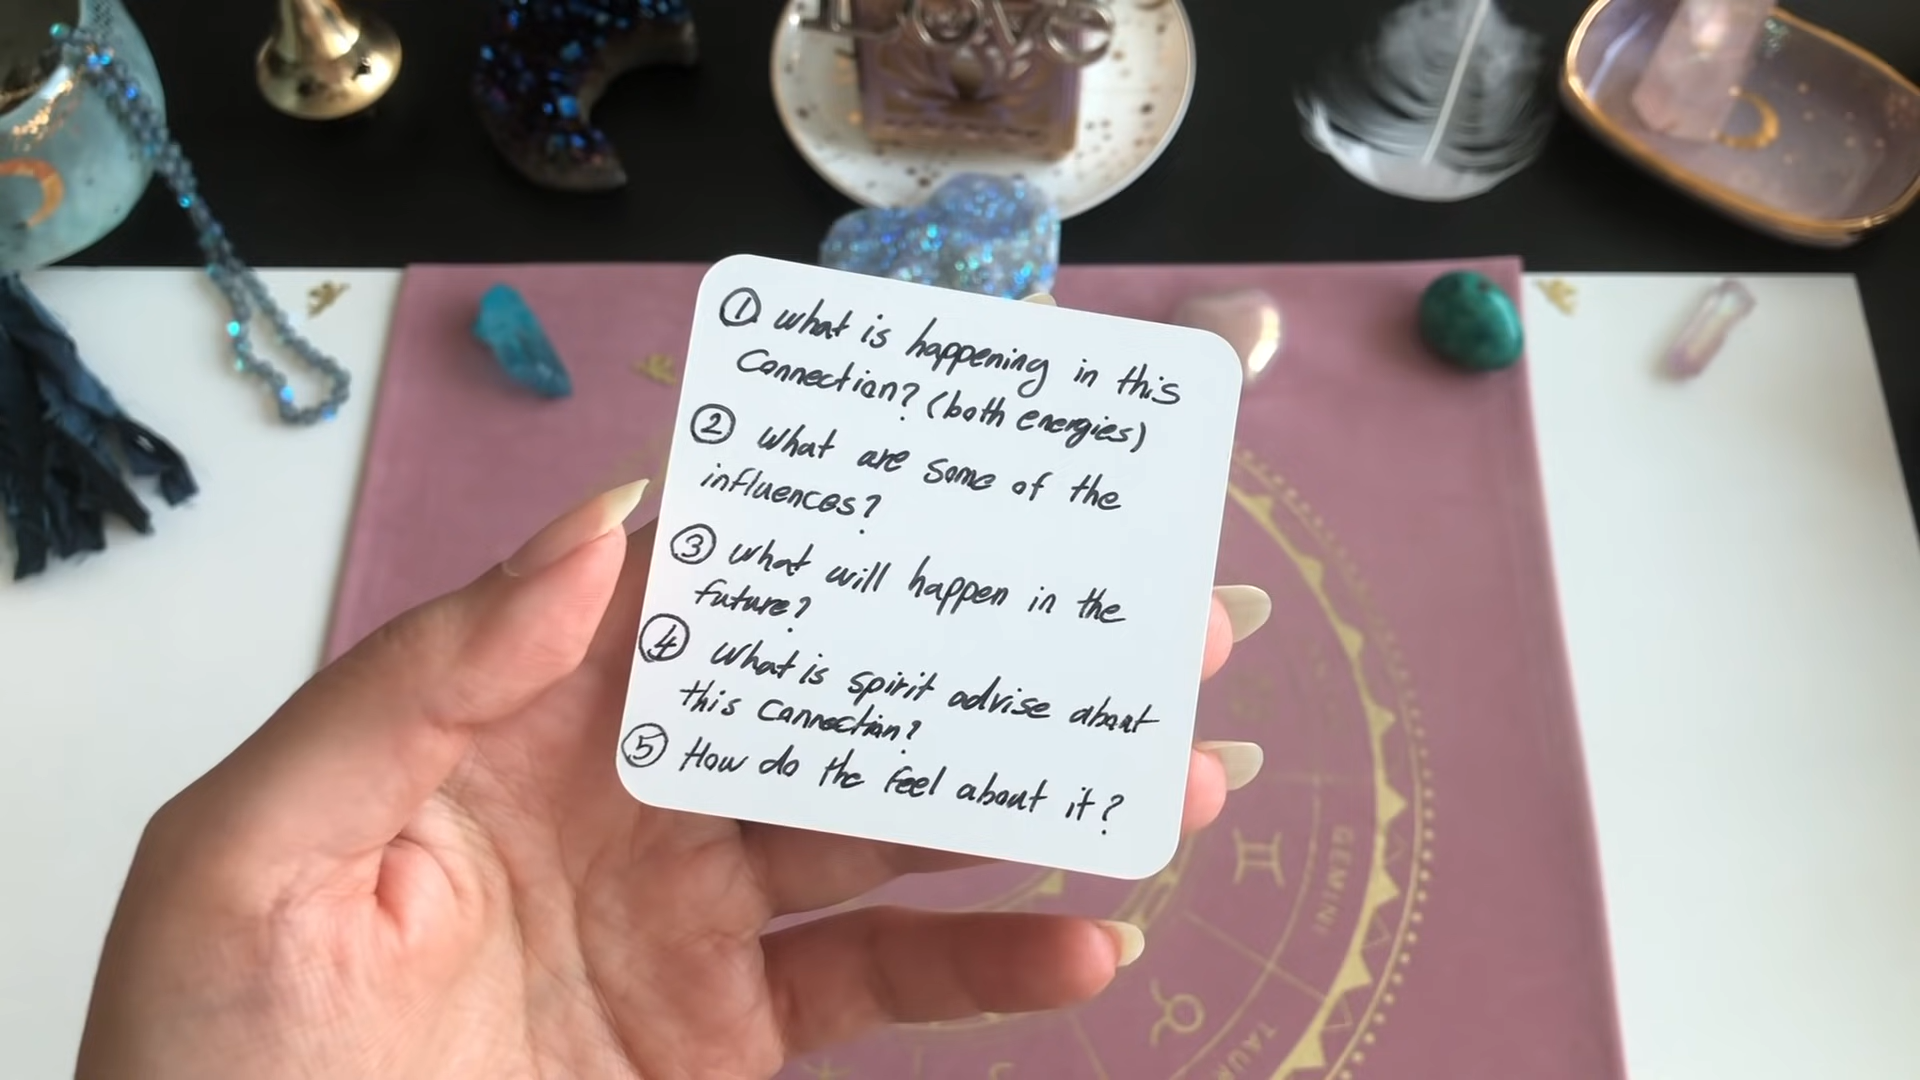 Love
① What is happening in this
Connection? (both energies)
② What are some of the
influences?
③ What will happen in the
future?
④ What is spirit advise about
this Connection?
⑤ How do the feel about it?
GEMINI
TAUR